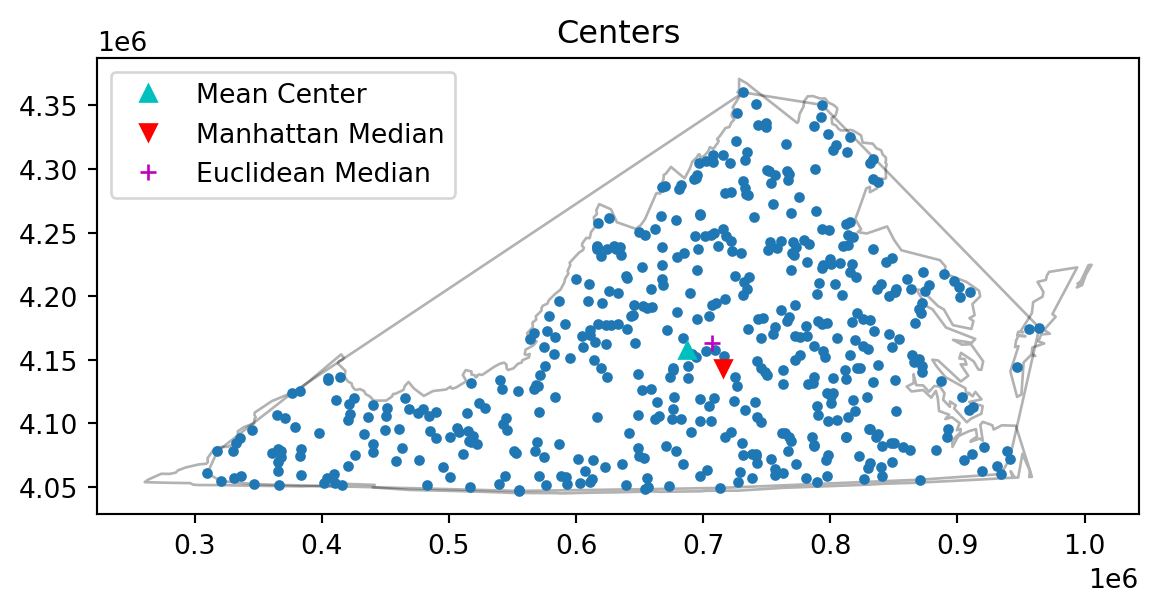 Centers
1e6
Mean Center
Manhattan Median
Euclidean Median
4.35
4.30
4.25
4.20
4.15
4.10
4.05
0.3 0.4 0.5 0.6 0.7 0.8 0.9 1.0
1e6